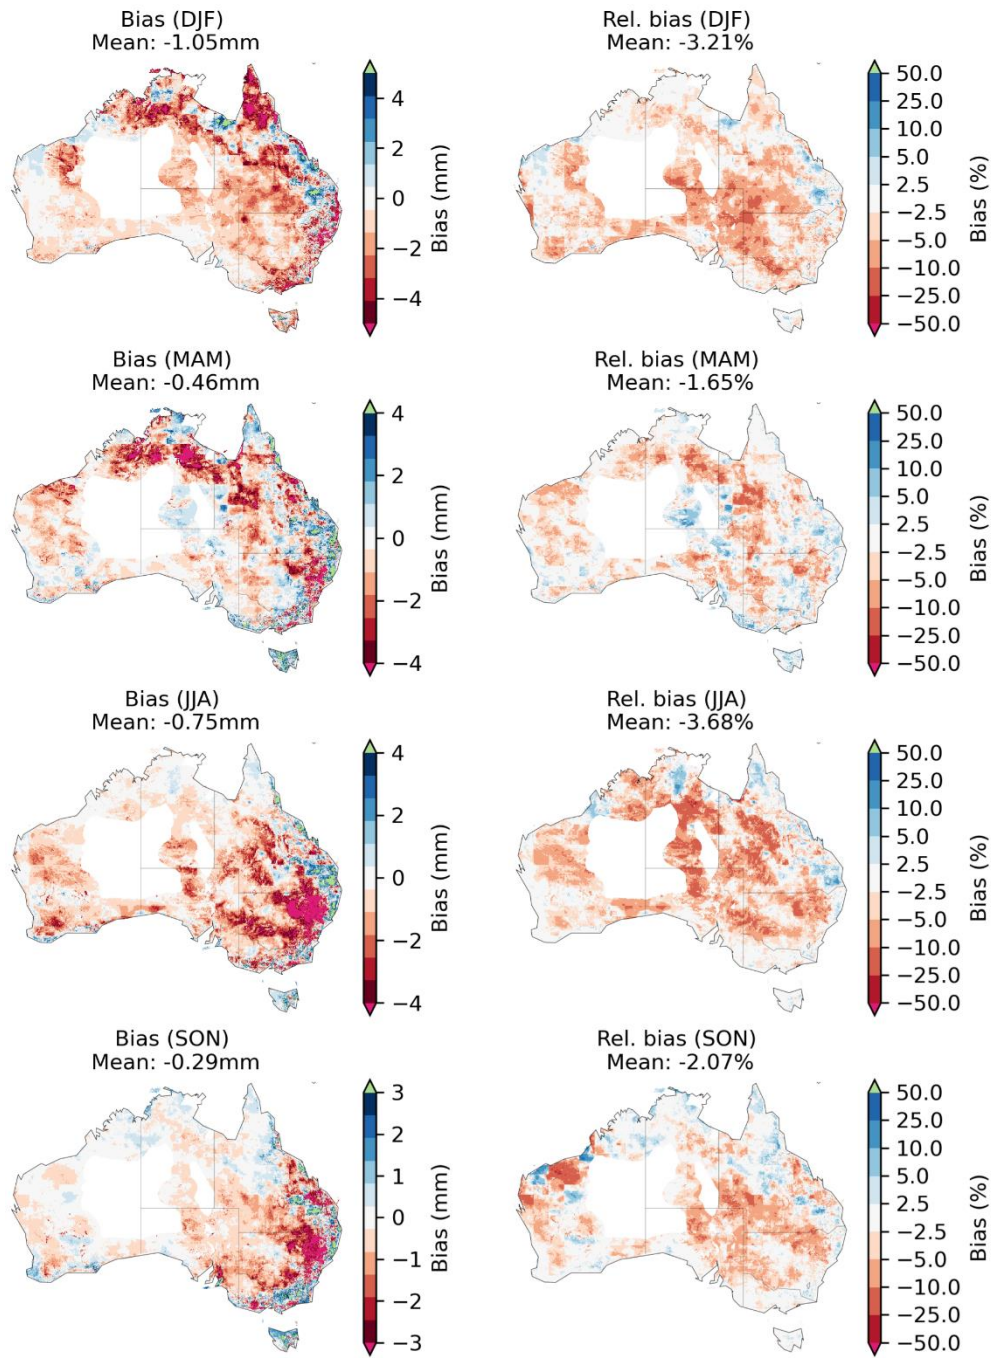 Bias (DJF)
Mean: -1.05mm
4
2
0
−2
−4
Bias (mm)
Rel. bias (DJF)
Mean: -3.21%
50.0
25.0
10.0
5.0
2.5
−2.5
−5.0
−10.0
−25.0
−50.0
Bias (%)
Bias (MAM)
Mean: -0.46mm
4
2
0
−2
−4
Bias (mm)
Rel. bias (MAM)
Mean: -1.65%
50.0
25.0
10.0
5.0
2.5
−2.5
−5.0
−10.0
−25.0
−50.0
Bias (%)
Bias (JJA)
Mean: -0.75mm
4
2
0
−2
−4
Bias (mm)
Rel. bias (JJA)
Mean: -3.68%
50.0
25.0
10.0
5.0
2.5
−2.5
−5.0
−10.0
−25.0
−50.0
Bias (%)
Bias (SON)
Mean: -0.29mm
3
2
1
0
−1
−2
−3
Bias (mm)
Rel. bias (SON)
Mean: -2.07%
50.0
25.0
10.0
5.0
2.5
−2.5
−5.0
−10.0
−25.0
−50.0
Bias (%)